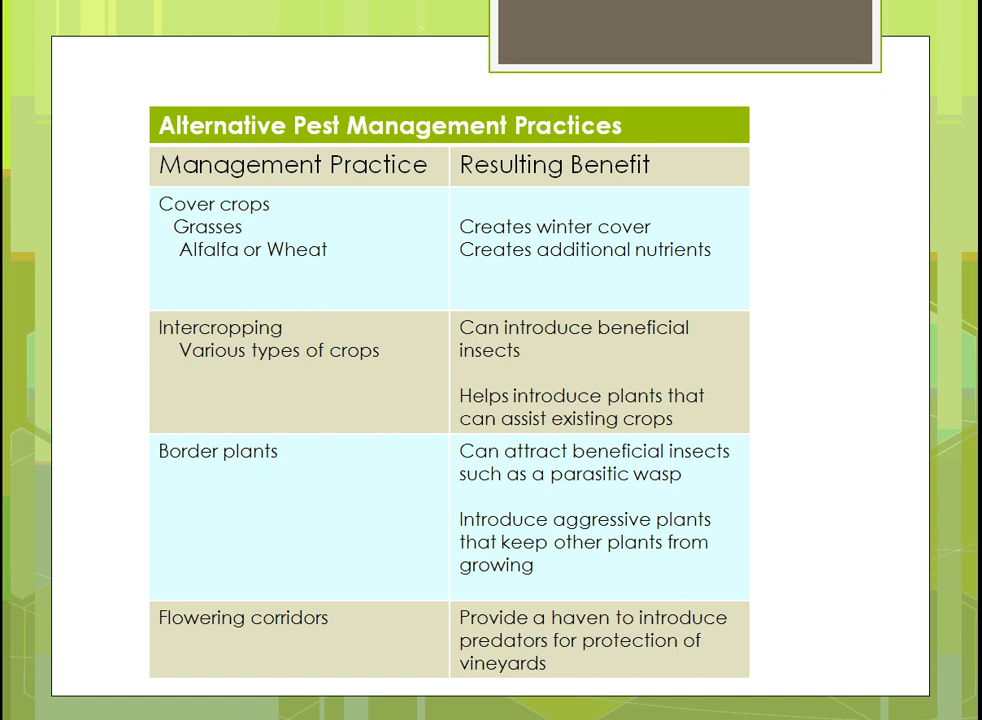 Alternative Pest Management Practices
Management Practice
Resulting Benefit
Cover crops
Grasses
Alfalfa or Wheat
Creates winter cover
Creates additional nutrients
Intercropping
Various types of crops
Can introduce beneficial
insects
Helps introduce plants that
can assist existing crops
Border plants
Can attract beneficial insects
such as a parasitic wasp
Introduce aggressive plants
that keep other plants from
growing
Flowering corridors
Provide a haven to introduce
predators for protection of
vineyards